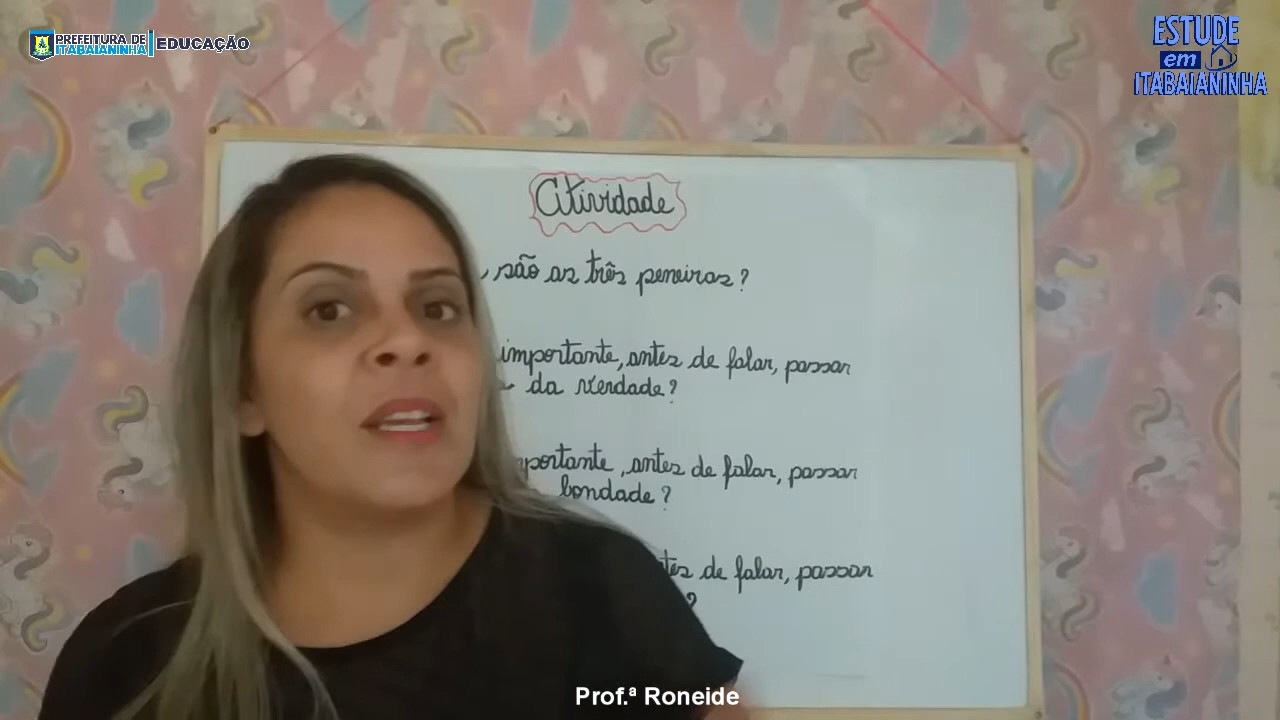 PREFEITURA DE
ITABAIANINHA
EDUCAÇÃO
ESTUDE
em
ITABAIANINHA
Atividade
são as três peneiras?
importante, antes de falar, passar
da verdade?
portante, antes de falar, passar
bondade?
tes de falar, passar
?
Prof.ª Roneide